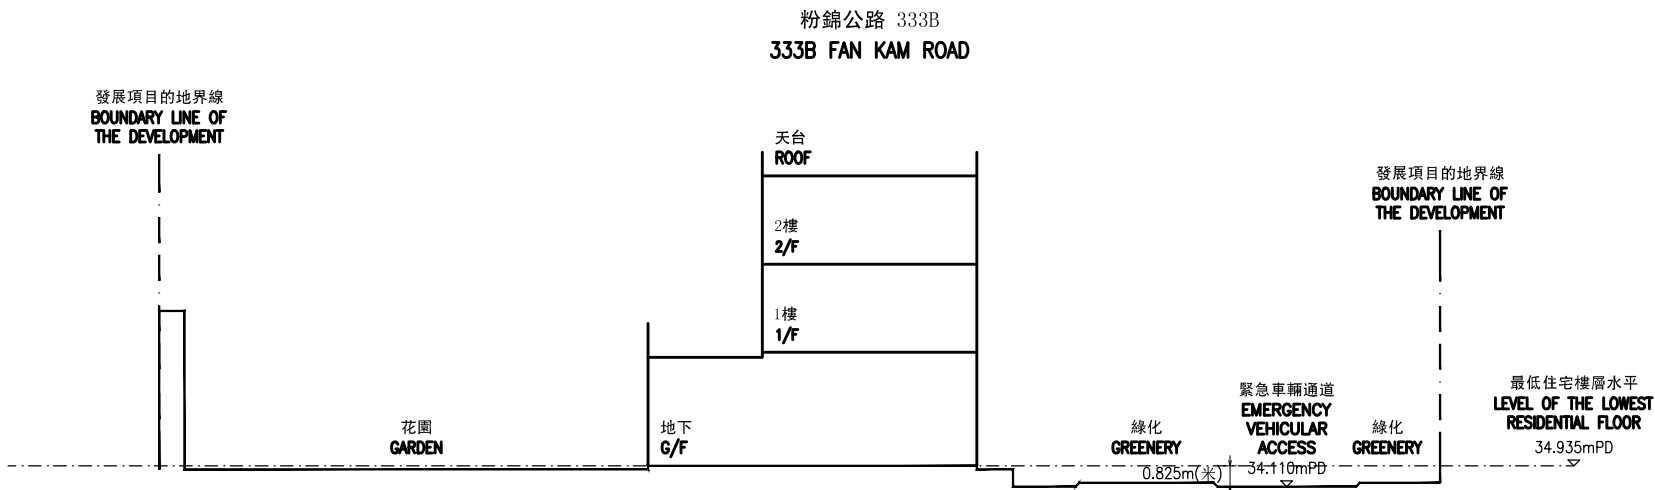 粉錦公路 333B
333B FAN KAM ROAD
發展項目的地界線
BOUNDARY LINE OF
THE DEVELOPMENT
天台
ROOF
發展項目的地界線
BOUNDARY LINE OF
THE DEVELOPMENT
2樓
2/F
1樓
1/F
花園
GARDEN
地下
G/F
綠化
GREENERY
0.825m(米)
緊急車輛通道
EMERGENCY
VEHICULAR
ACCESS
34.110mPD
綠化
GREENERY
最低住宅樓層水平
LEVEL OF THE LOWEST
RESIDENTIAL FLOOR
34.935mPD